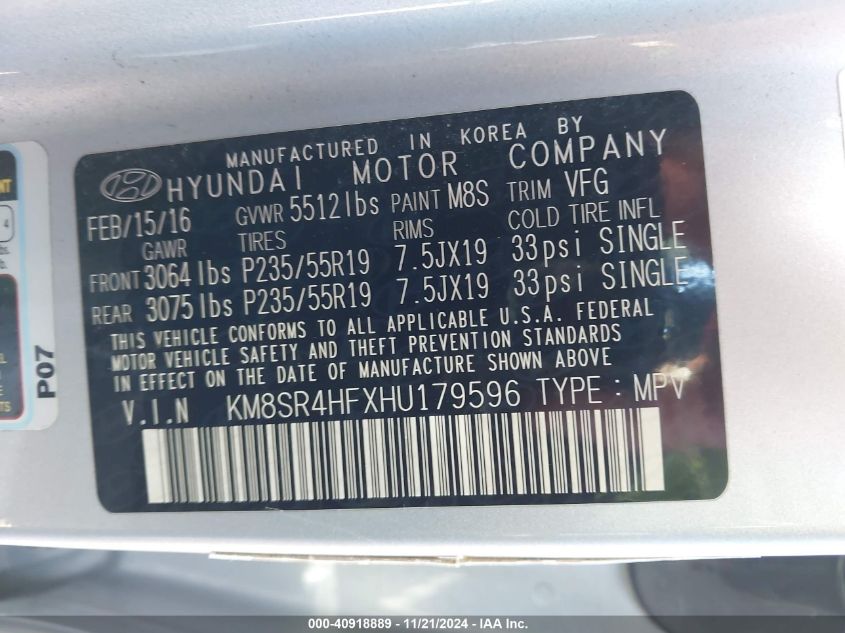 MANUFACTURED IN KOREA BY
HYUNDAI MOTOR COMPANY
FEB/15/16 GVWR 5512lbs PAINT M8S TRIM VFG
GAWR TIRES RIMS COLD TIRE INFL
FRONT 3064lbs P235/55R19 7.5JX19 33psi SINGLE
REAR 3075lbs P235/55R19 7.5JX19 33psi SINGLE
THIS VEHICLE CONFORMS TO ALL APPLICABLE U.S.A. FEDERAL
MOTOR VEHICLE SAFETY AND THEFT PREVENTION STANDARDS
IN EFFECT ON THE DATE OF MANUFACTURE SHOWN ABOVE
V.I.N KM8SR4HFXHU179596 TYPE : MPV
4
P07
000-40918889 - 11/21/2024 - IAA Inc.